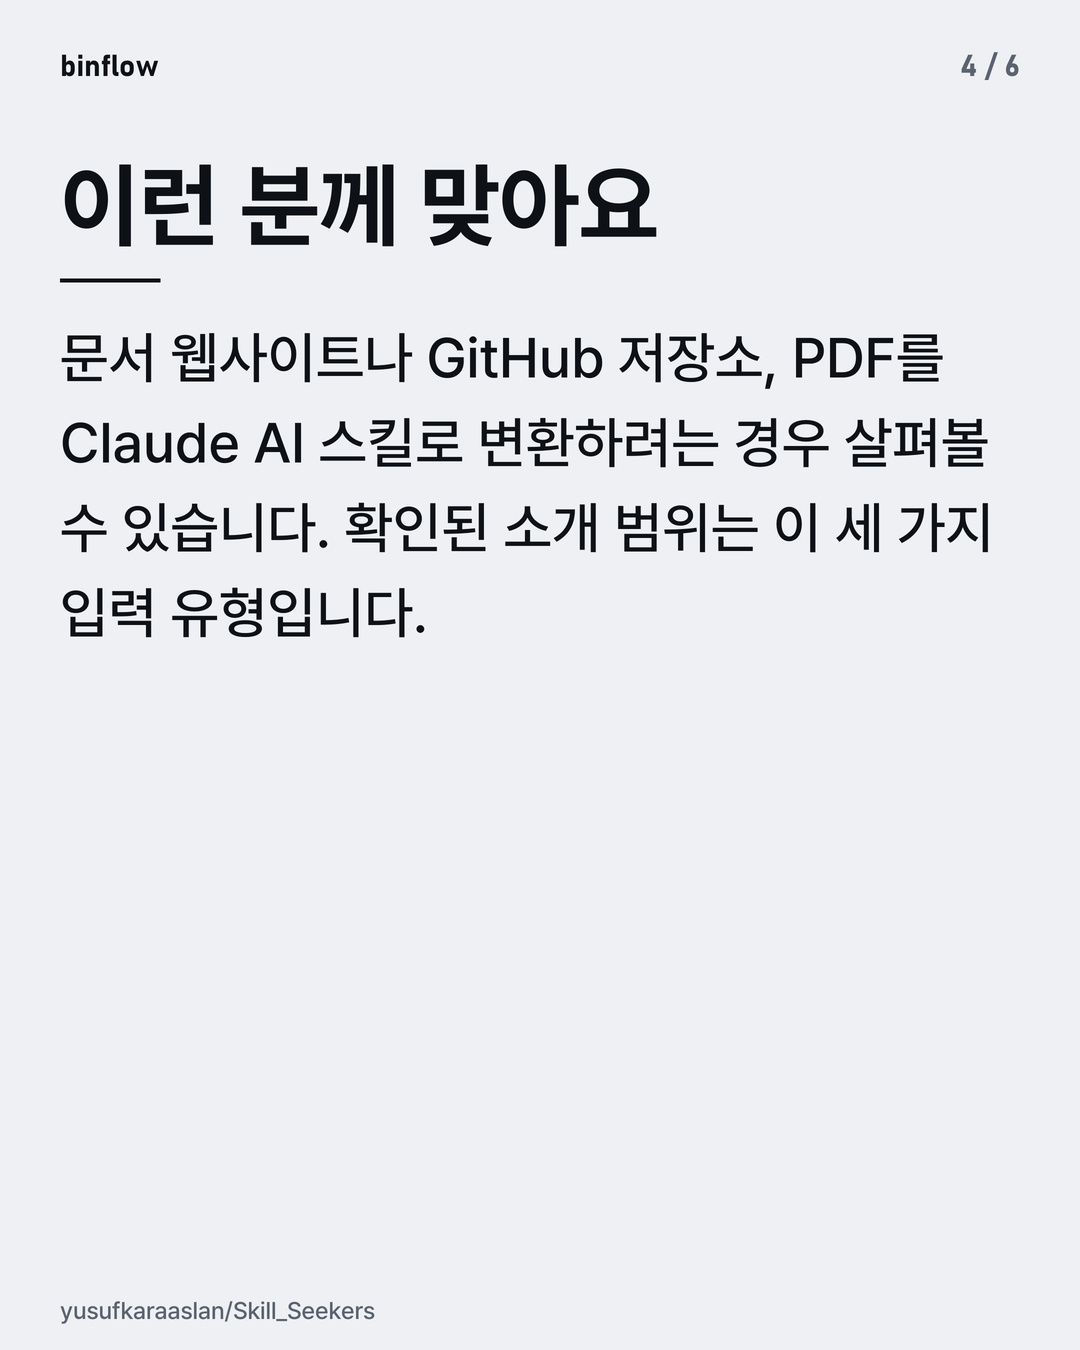 binflow
4 / 6
이런 분께 맞아요
문서 웹사이트나 GitHub 저장소, PDF를
Claude AI 스킬로 변환하려는 경우 살펴볼
수 있습니다. 확인된 소개 범위는 이 세 가지
입력 유형입니다.
yusufkaraaslan/Skill_Seekers